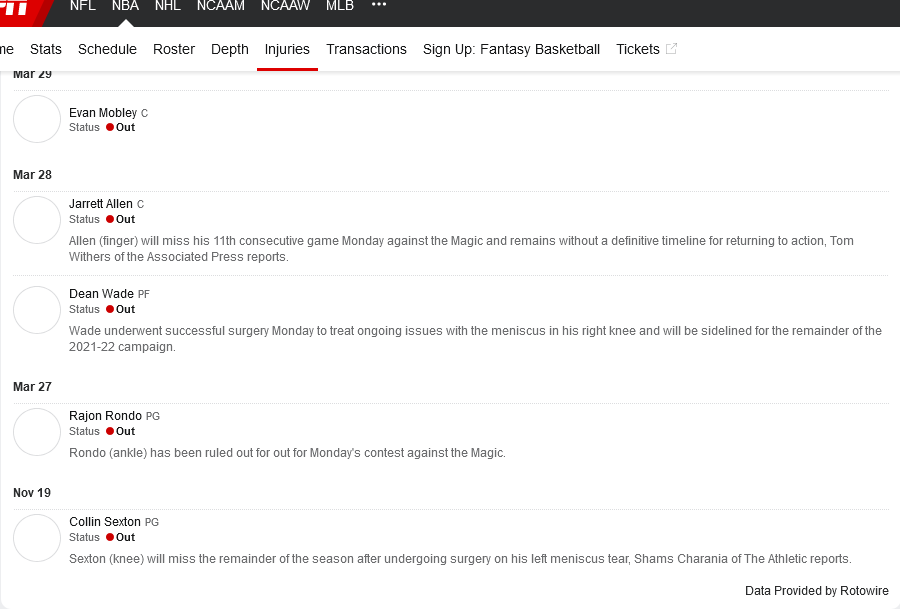 NFL NBA NHL NCAAM NCAAW MLB
Stats Schedule Roster Depth Injuries Transactions Sign Up: Fantasy Basketball Tickets
Mar 29
Evan Mobley C
Status Out
Mar 28
Jarrett Allen C
Status Out
Allen (finger) will miss his 11th consecutive game Monday against the Magic and remains without a definitive timeline for returning to action, Tom
Withers of the Associated Press reports.
Dean Wade PF
Status Out
Wade underwent successful surgery Monday to treat ongoing issues with the meniscus in his right knee and will be sidelined for the remainder of the
2021-22 campaign.
Mar 27
Rajon Rondo PG
Status Out
Rondo (ankle) has been ruled out for out for Monday's contest against the Magic.
Nov 19
Collin Sexton PG
Status Out
Sexton (knee) will miss the remainder of the season after undergoing surgery on his left meniscus tear, Shams Charania of The Athletic reports.
Data Provided by Rotowire